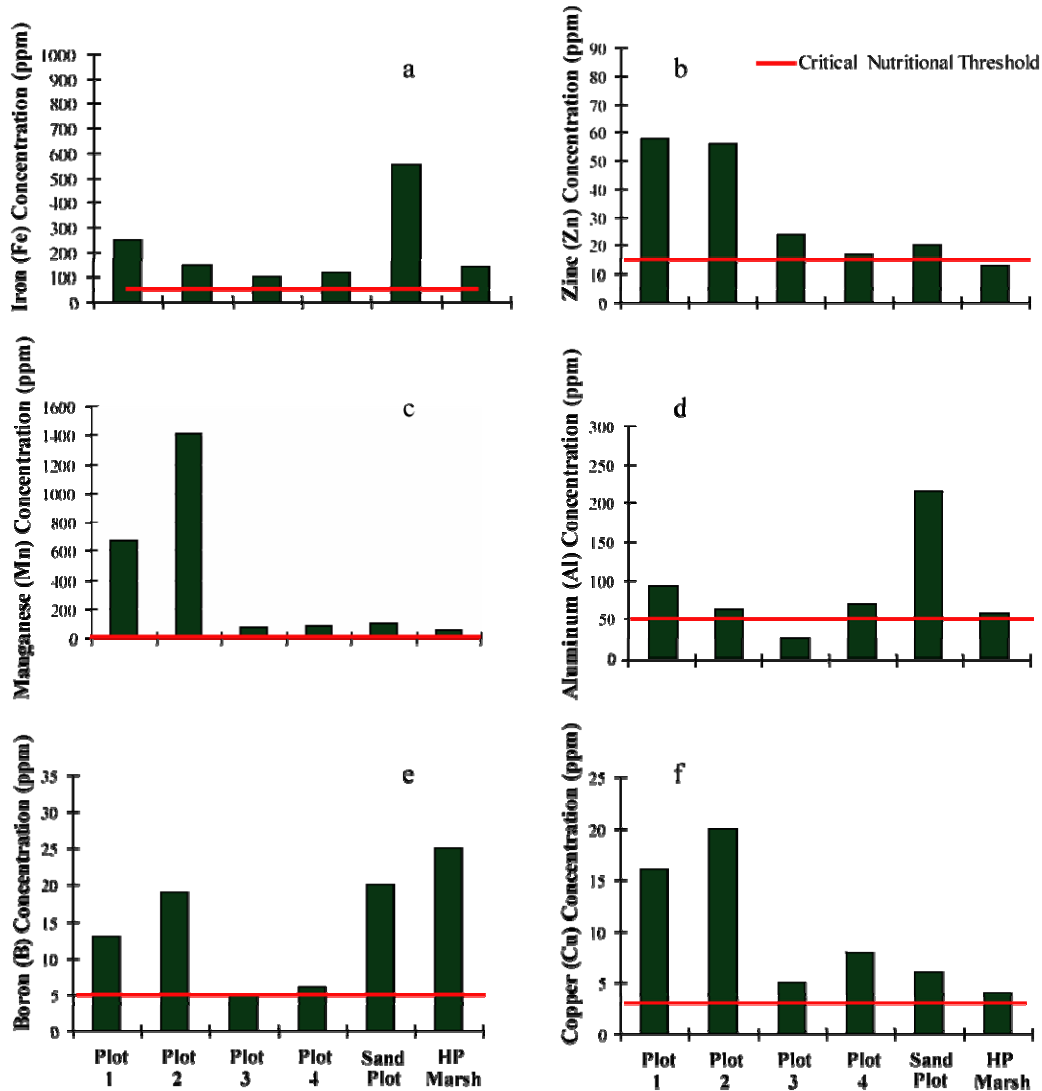 a
Iron (Fe) Concentration (ppm)
1000
900
800
700
600
500
400
300
200
100
0
b
Critical Nutritional Threshold
Zinc (Zn) Concentration (ppm)
90
80
70
60
50
40
30
20
10
0
c
Manganese (Mn) Concentration (ppm)
1600
1400
1200
1000
800
600
400
200
0
d
Aluminum (Al) Concentration (ppm)
300
250
200
150
100
50
0
e
Boron (B) Concentration (ppm)
35
30
25
20
15
10
5
0
Plot 1
Plot 2
Plot 3
Plot 4
Sand Plot
HP Marsh
f
Copper (Cu) Concentration (ppm)
25
20
15
10
5
0
Plot 1
Plot 2
Plot 3
Plot 4
Sand Plot
HP Marsh